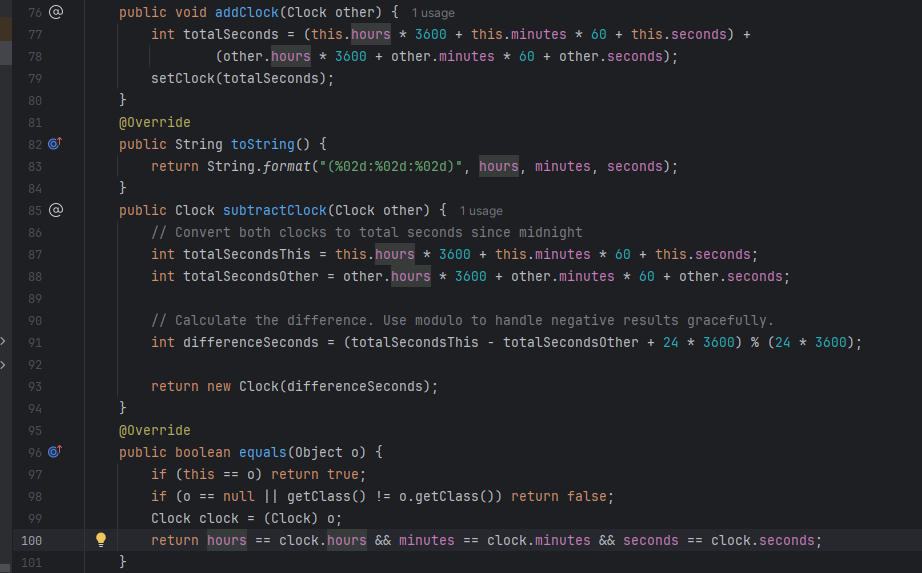 76 @ public void addClock(Clock other) { 1 usage
77 int totalSeconds = (this.hours * 3600 + this.minutes * 60 + this.seconds) +
78 (other.hours * 3600 + other.minutes * 60 + other.seconds);
79 setClock(totalSeconds);
80 }
81 @Override
82 public String toString() {
83 return String.format("(%02d:%02d:%02d)", hours, minutes, seconds);
84 }
85 @ public Clock subtractClock(Clock other) { 1 usage
86 // Convert both clocks to total seconds since midnight
87 int totalSecondsThis = this.hours * 3600 + this.minutes * 60 + this.seconds;
88 int totalSecondsOther = other.hours * 3600 + other.minutes * 60 + other.seconds;
89
90 // Calculate the difference. Use modulo to handle negative results gracefully.
91 int differenceSeconds = (totalSecondsThis - totalSecondsOther + 24 * 3600) % (24 * 3600);
92
93 return new Clock(differenceSeconds);
94 }
95 @Override
96 public boolean equals(Object o) {
97 if (this == o) return true;
98 if (o == null || getClass() != o.getClass()) return false;
99 Clock clock = (Clock) o;
100 return hours == clock.hours && minutes == clock.minutes && seconds == clock.seconds;
101 }